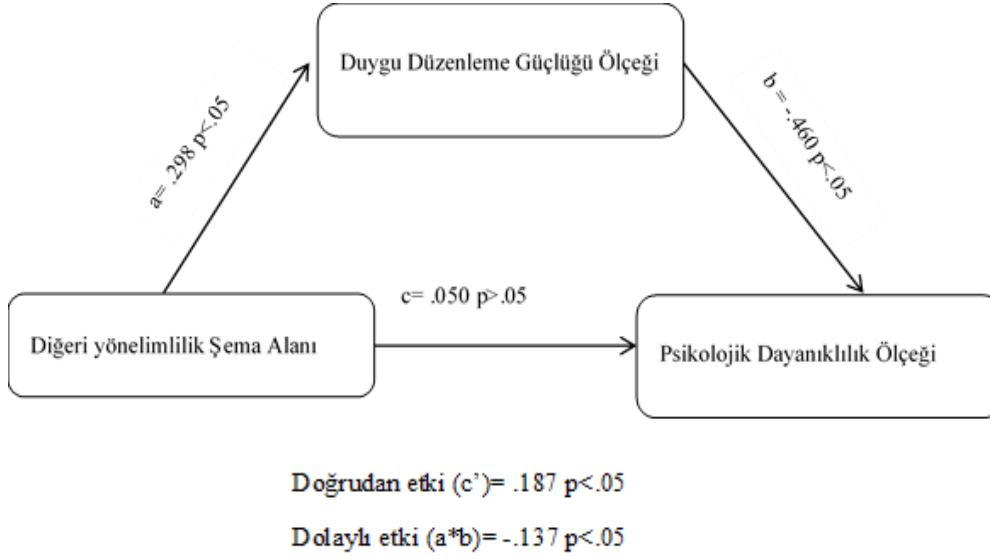 Duygu Düzenleme Güçlüğü Ölçeği
a= .298 p<.05
b = -.460 p<.05
c= .050 p>.05
Diğeri yönelimlilik Şema Alanı
Psikolojik Dayanıklılık Ölçeği
Doğrudan etki (c’)= .187 p<.05
Dolaylı etki (a*b)= -.137 p<.05